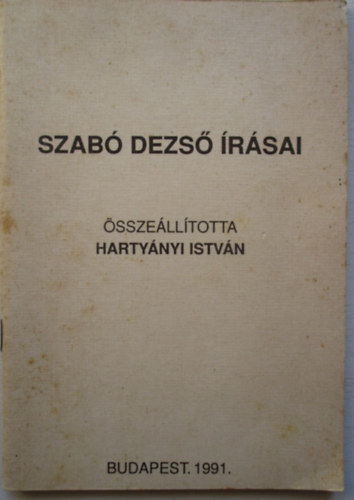 SZABÓ DEZSŐ ÍRÁSAI
ÖSSZEÁLLÍTOTTA
HARTYÁNYI ISTVÁN
BUDAPEST. 1991.